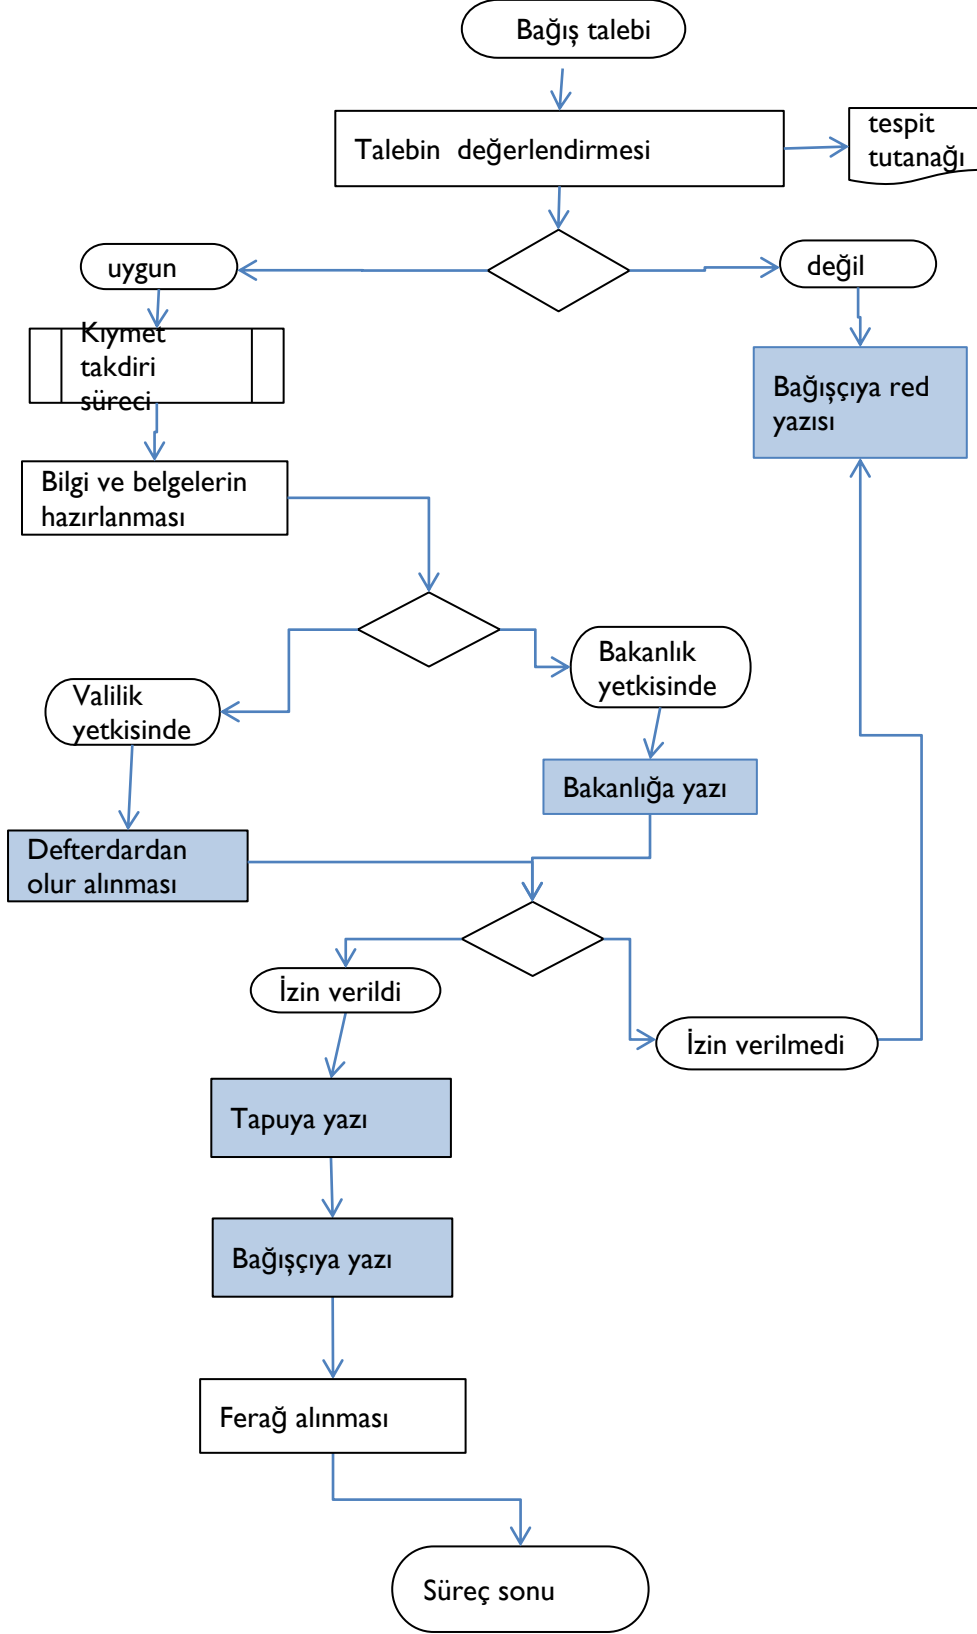 Bağış talebi
Talebin değerlendirmesi
tespit
tutanağı
uygun
değil
Kıymet
takdiri
süreci
Bağışçıya red
yazısı
Bilgi ve belgelerin
hazırlanması
Bakanlık
yetkisinde
Valilik
yetkisinde
Bakanlığa yazı
Defterdardan
olur alınması
İzin verildi
İzin verilmedi
Tapuya yazı
Bağışçıya yazı
Ferağ alınması
Süreç sonu